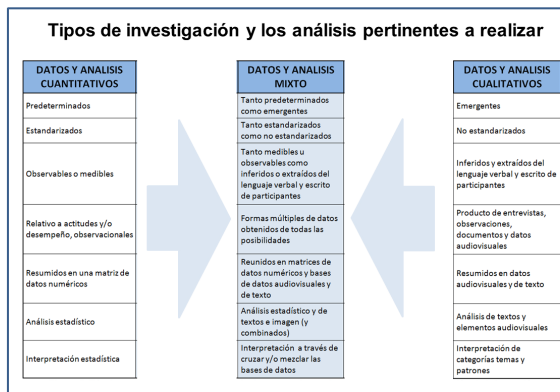 Tipos de investigación y los análisis pertinentes a realizar
DATOS Y ANALISIS
CUANTITATIVOS
Predeterminados
Estandarizados
Observables o medibles
Relativo a actitudes y/o
desempeño, observacionales
Resumidos en una matriz de
datos numéricos
Análisis estadístico
Interpretación estadística
DATOS Y ANALISIS
MIXTO
Tanto predeterminados
como emergentes
Tanto estandarizados
como no estandarizados
Tanto medibles u
observables como
inferidos o extraídos del
lenguaje verbal y escrito
de participantes
Formas múltiples de datos
obtenidos de todas las
posibilidades
Reunidos en matrices de
datos numéricos y bases
de datos audiovisuales y
de texto
Análisis estadístico y de
textos e imagen (y
combinados)
Interpretación a través de
cruzar y/o mezclar las
bases de datos
DATOS Y ANALISIS
CUALITATIVOS
Emergentes
No estandarizados
Inferidos y extraídos del
lenguaje verbal y escrito de
participantes
Producto de entrevistas,
observaciones,
documentos y datos
audiovisuales
Resumidos en datos
audiovisuales y de texto
Análisis de textos y
elementos audiovisuales
Interpretación de
categorías temas y
patrones